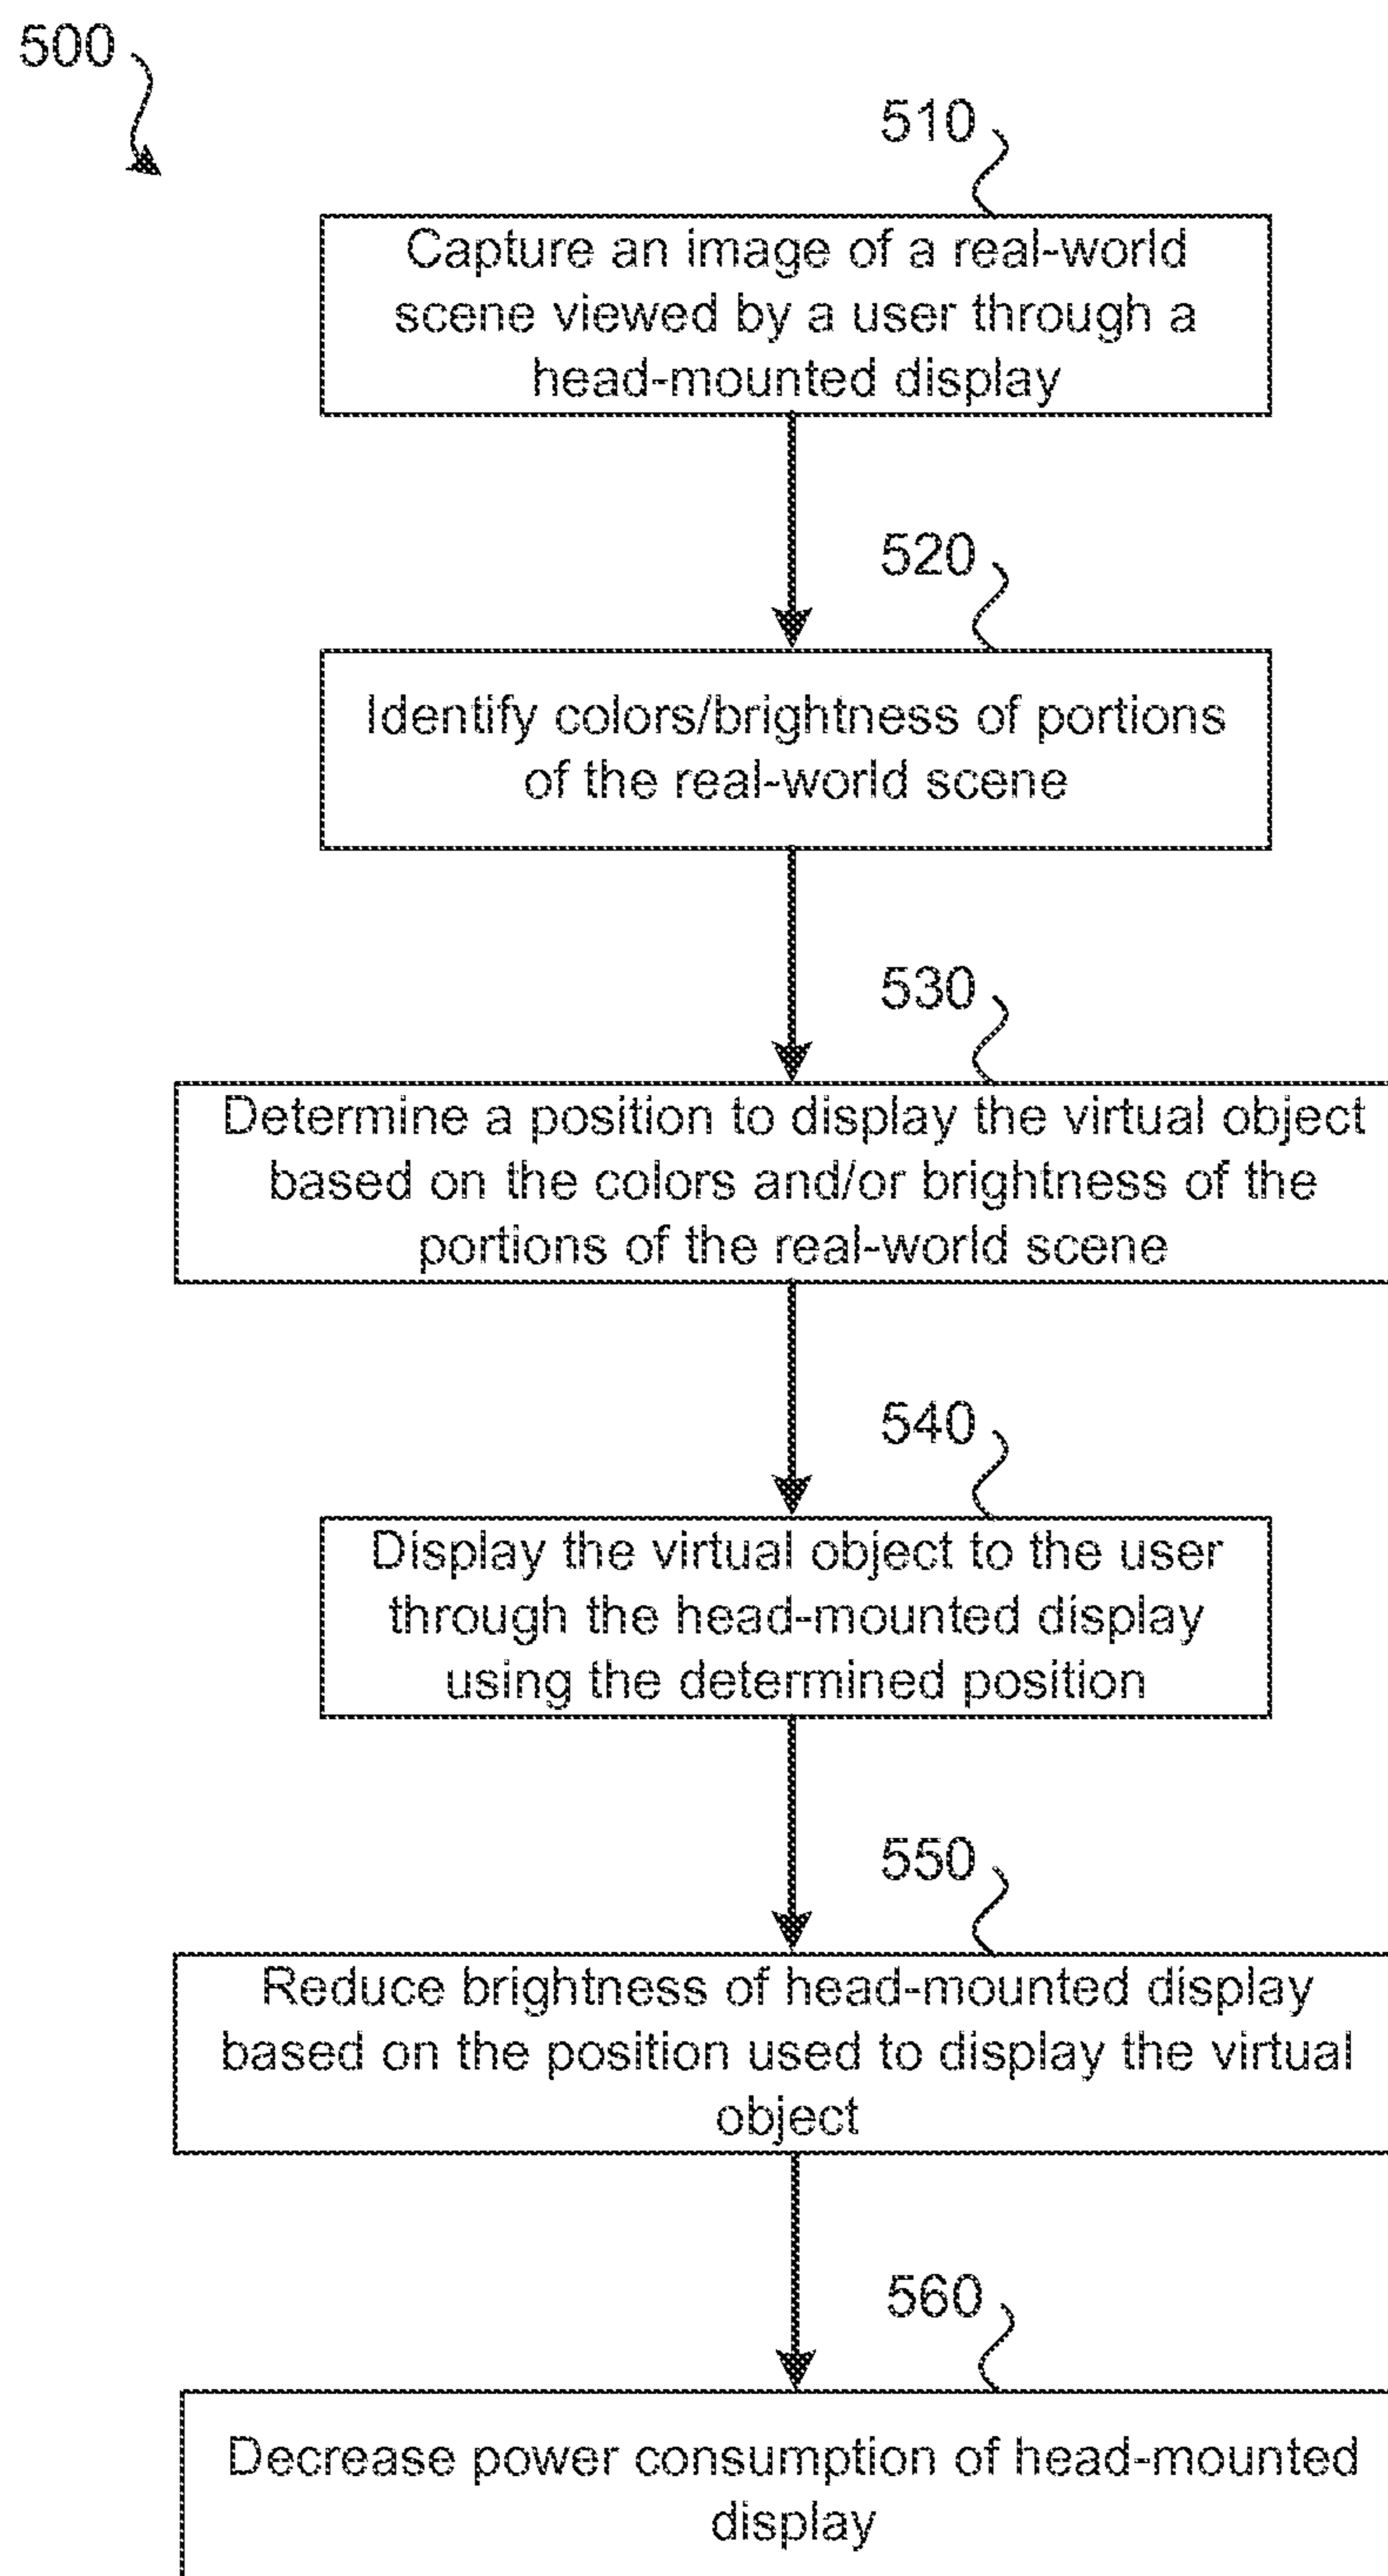 500
510
Capture an image of a real-world
scene viewed by a user through a
head-mounted display
520
Identify colors/brightness of portions
of the real-world scene
530
Determine a position to display the virtual object
based on the colors and/or brightness of the
portions of the real-world scene
540
Display the virtual object to the user
through the head-mounted display
using the determined position
550
Reduce brightness of head-mounted display
based on the position used to display the virtual
object
560
Decrease power consumption of head-mounted
display